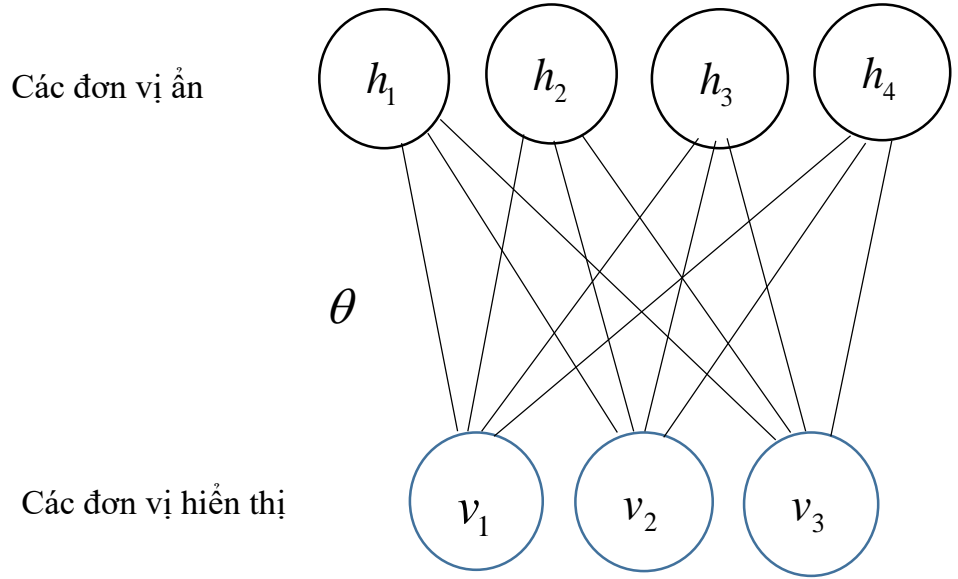 Các đơn vị ẩn
h₁ h₂ h₃ h₄
θ
Các đơn vị hiển thị
v₁ v₂ v₃